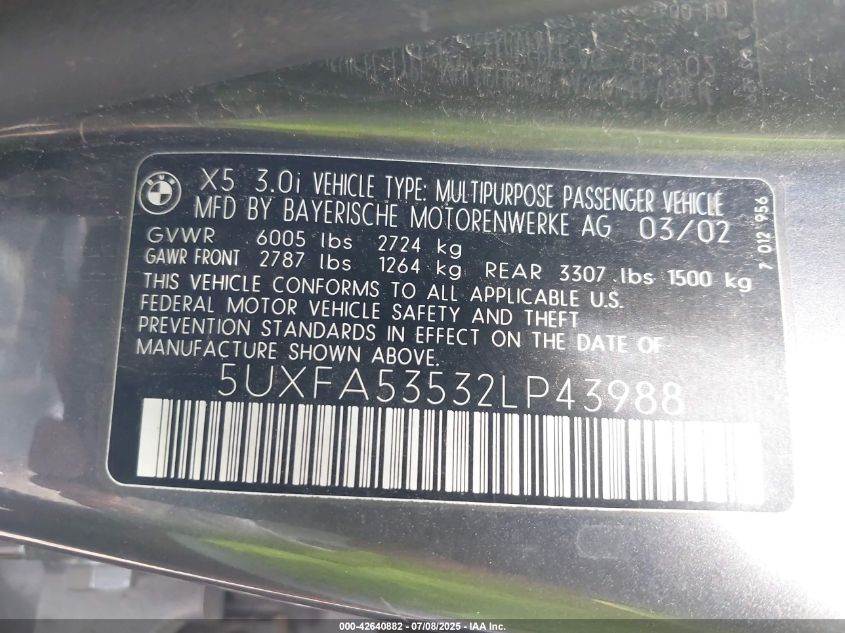 X5 3.0i VEHICLE TYPE: MULTIPURPOSE PASSENGER VEHICLE
MFD BY BAYERISCHE MOTORENWERKE AG 03/02
GVWR 6005 lbs 2724 kg
GAWR FRONT 2787 lbs 1264 kg REAR 3307 lbs 1500 kg
THIS VEHICLE CONFORMS TO ALL APPLICABLE U.S.
FEDERAL MOTOR VEHICLE SAFETY AND THEFT
PREVENTION STANDARDS IN EFFECT ON THE DATE OF
MANUFACTURE SHOWN ABOVE.
5UXFA53532LP43988
7 012 956
000-42640882 - 07/08/2025 - IAA Inc.